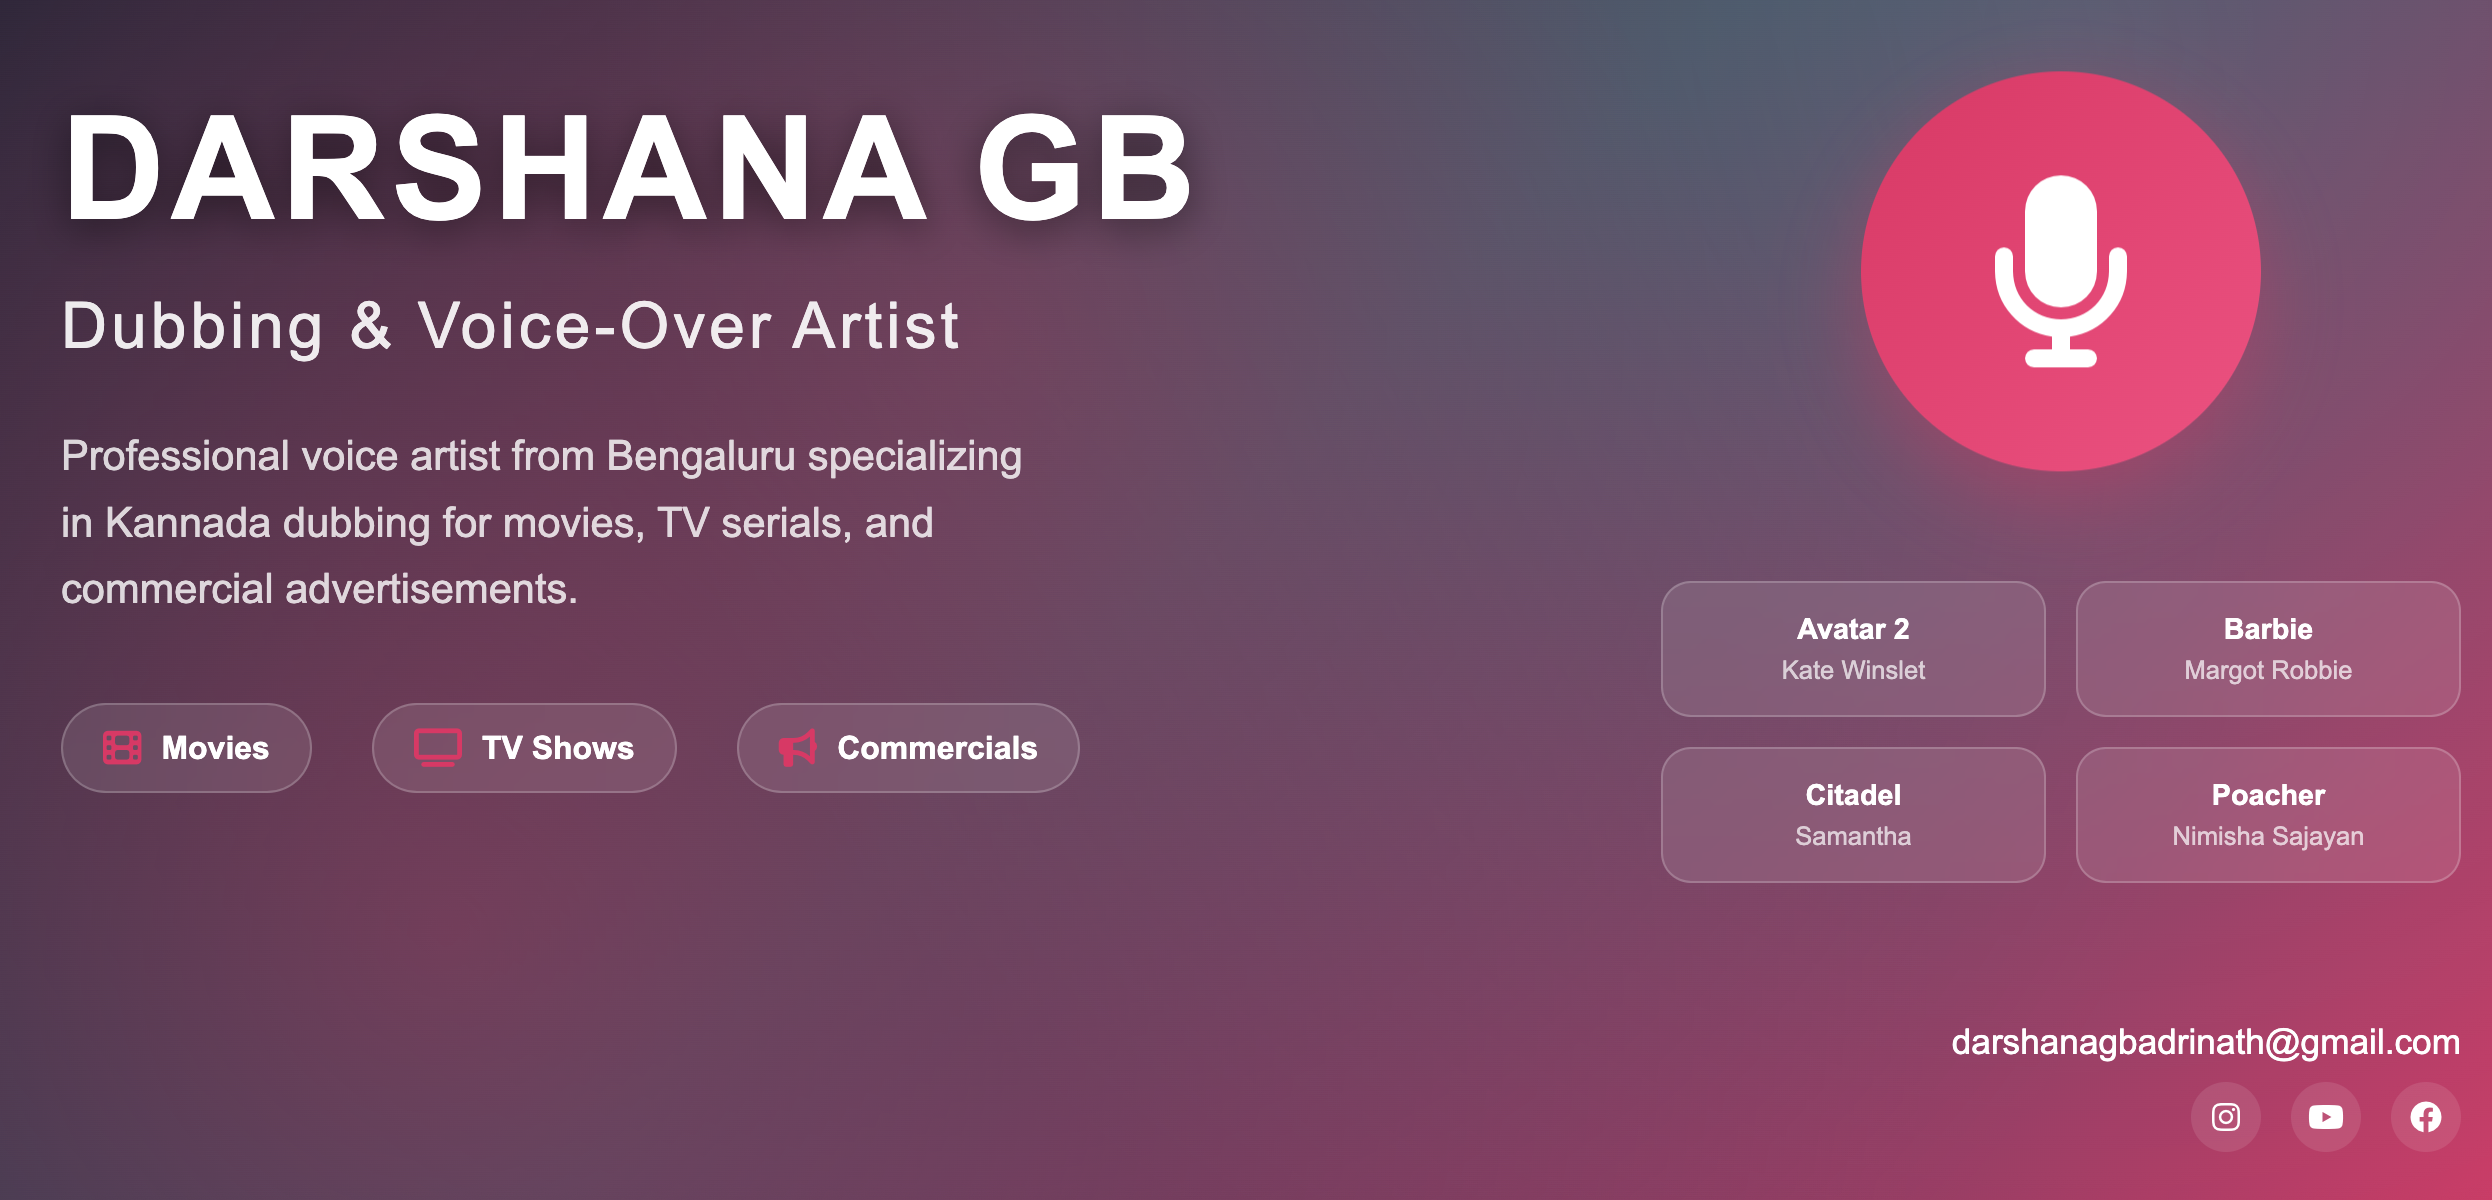 DARSHANA GB
Dubbing & Voice-Over Artist
Professional voice artist from Bengaluru specializing
in Kannada dubbing for movies, TV serials, and
commercial advertisements.
Movies
TV Shows
Commercials
Avatar 2
Kate Winslet
Barbie
Margot Robbie
Citadel
Samantha
Poacher
Nimisha Sajayan
darshanagbadrinath@gmail.com